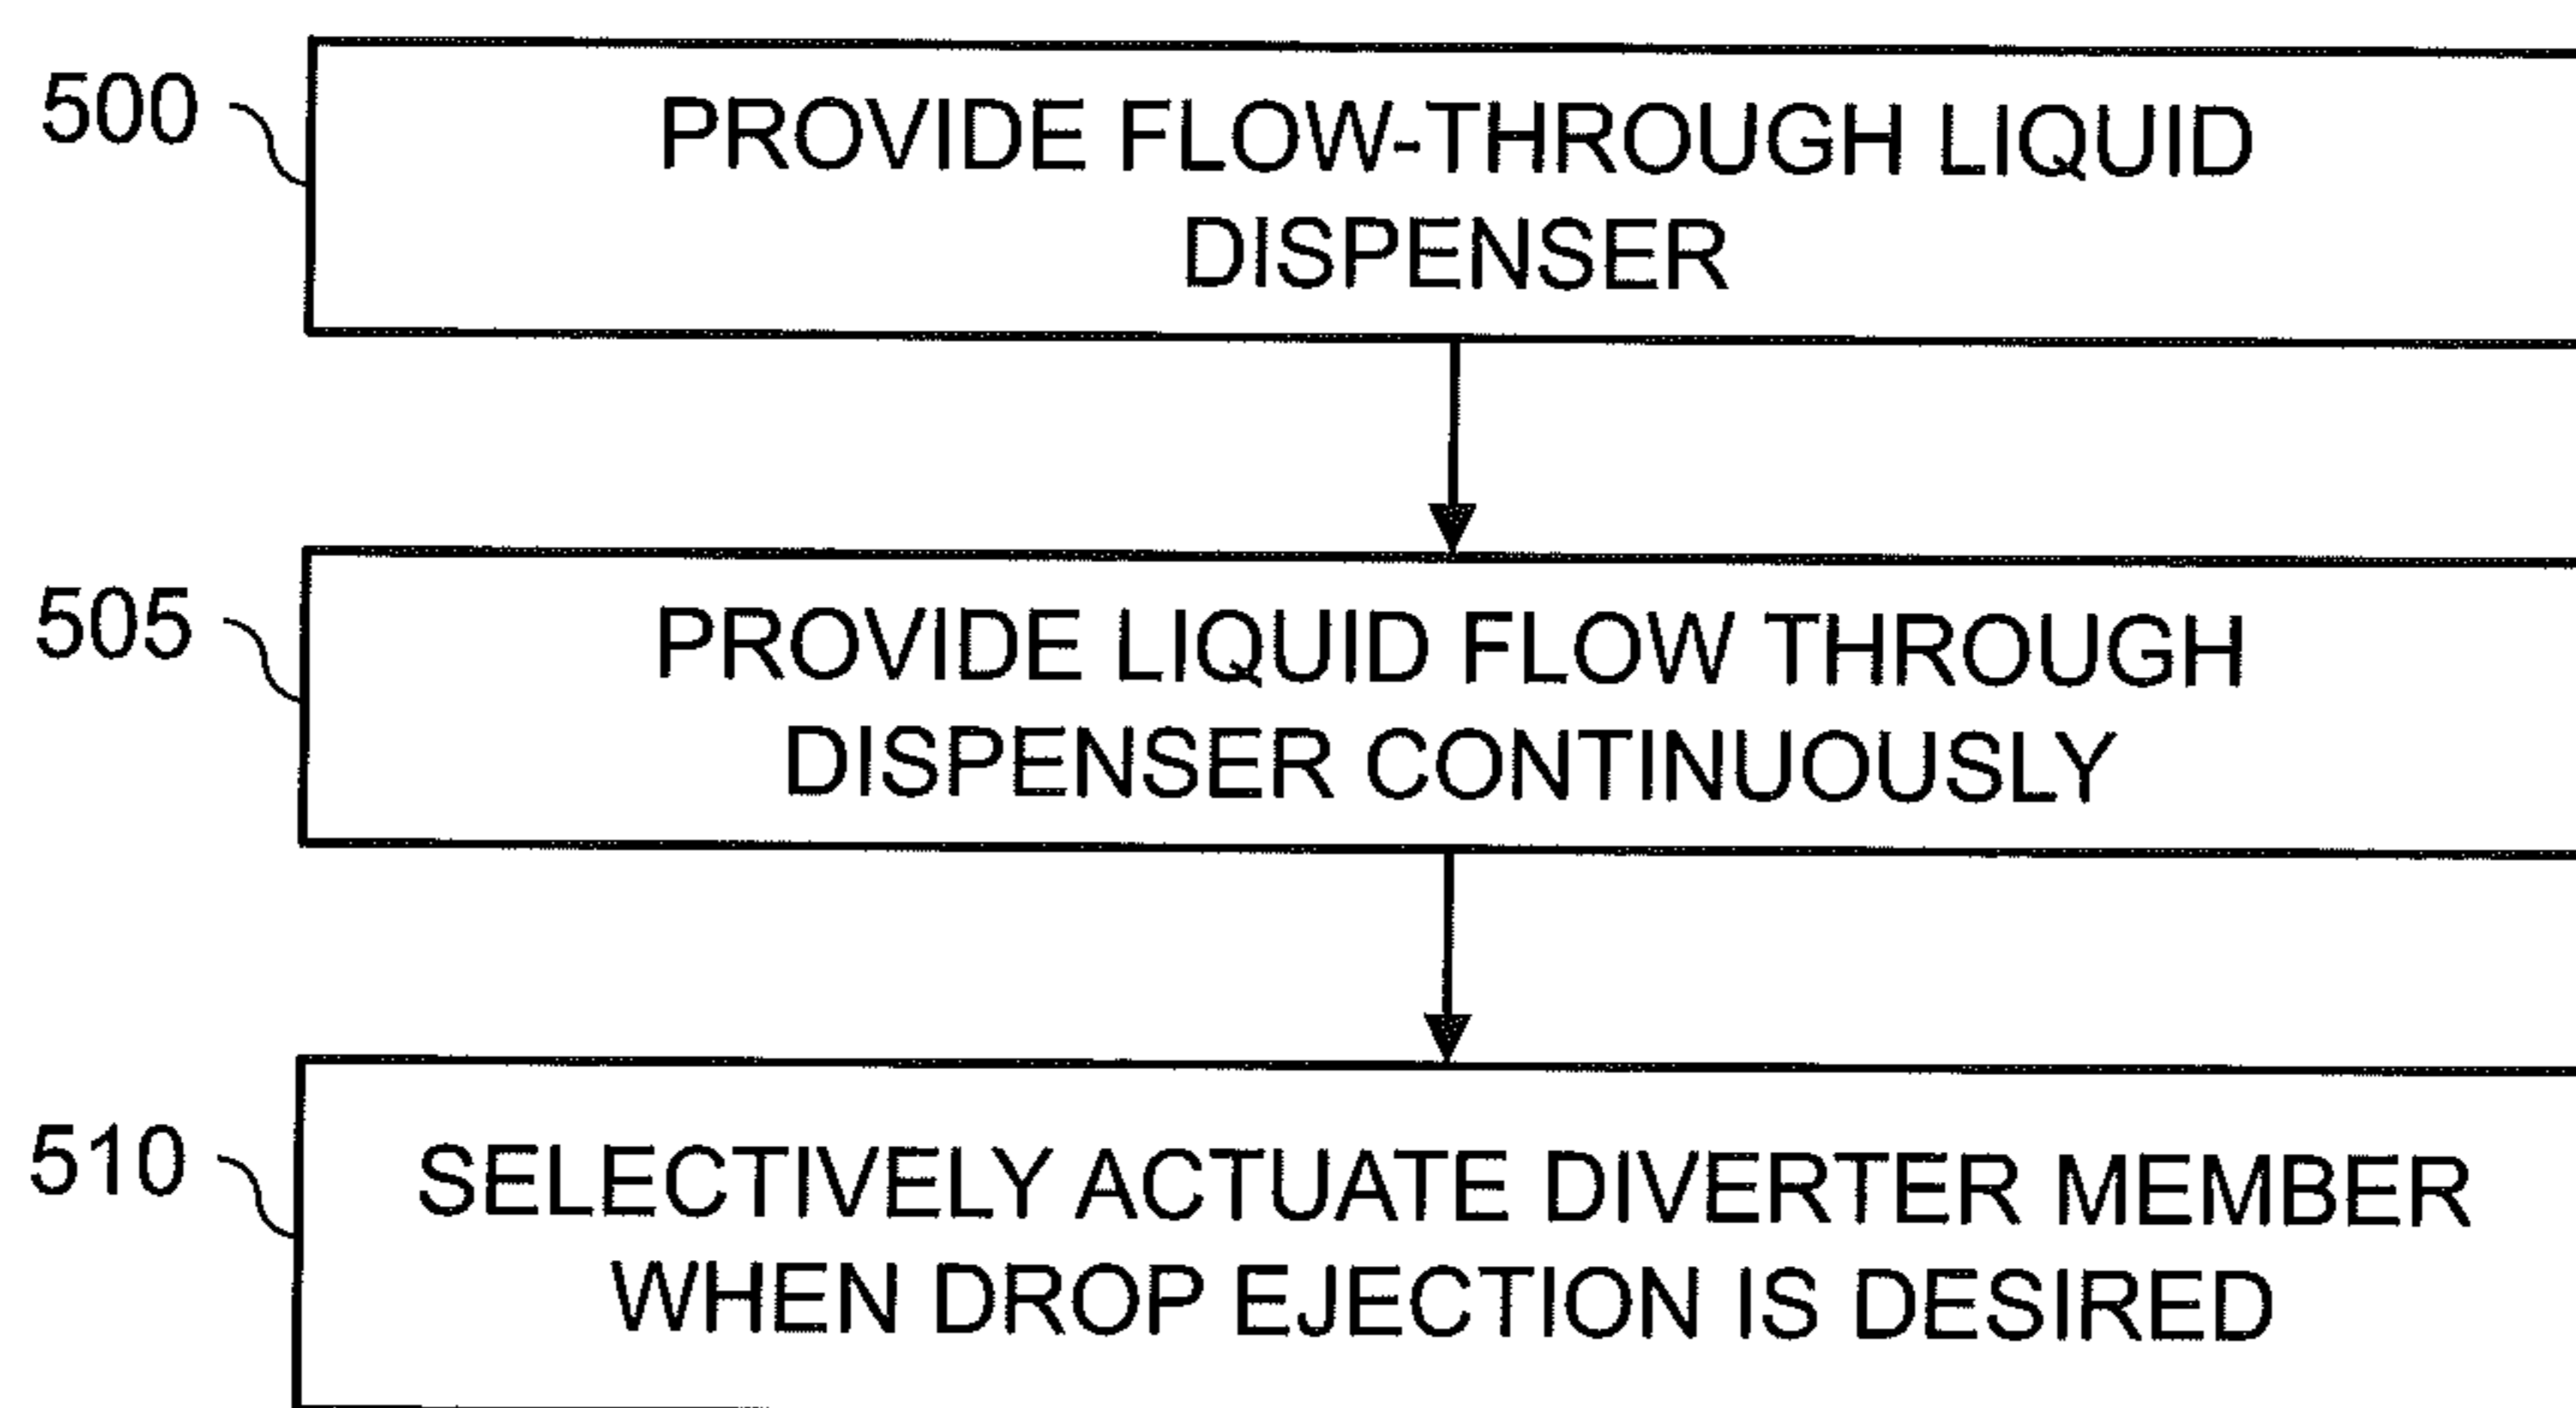 500
PROVIDE FLOW-THROUGH LIQUID
DISPENSER
505
PROVIDE LIQUID FLOW THROUGH
DISPENSER CONTINUOUSLY
510
SELECTIVELY ACTUATE DIVERTER MEMBER
WHEN DROP EJECTION IS DESIRED